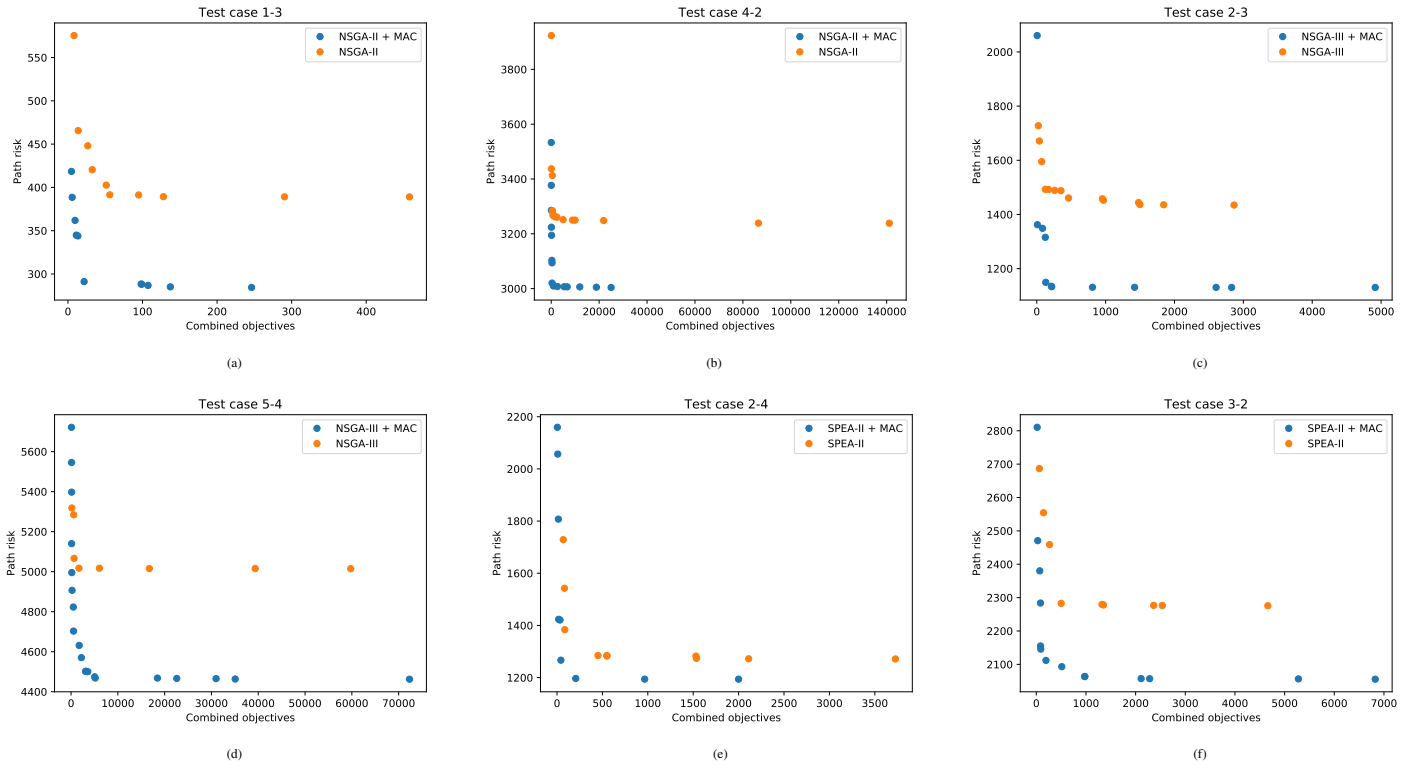 Test case 1-3
NSGA-II + MAC
NSGA-II
Path risk
550
500
450
400
350
300
0 100 200 300 400
Combined objectives
(a)
Test case 4-2
NSGA-II + MAC
NSGA-II
Path risk
3800
3600
3400
3200
3000
0 20000 40000 60000 80000 100000 120000 140000
Combined objectives
(b)
Test case 2-3
NSGA-III + MAC
NSGA-III
Path risk
2000
1800
1600
1400
1200
0 1000 2000 3000 4000 5000
Combined objectives
(c)
Test case 5-4
NSGA-III + MAC
NSGA-III
Path risk
5600
5400
5200
5000
4800
4600
4400
0 10000 20000 30000 40000 50000 60000 70000
Combined objectives
(d)
Test case 2-4
SPEA-II + MAC
SPEA-II
Path risk
2200
2000
1800
1600
1400
1200
0 500 1000 1500 2000 2500 3000 3500
Combined objectives
(e)
Test case 3-2
SPEA-II + MAC
SPEA-II
Path risk
2800
2700
2600
2500
2400
2300
2200
2100
0 1000 2000 3000 4000 5000 6000 7000
Combined objectives
(f)